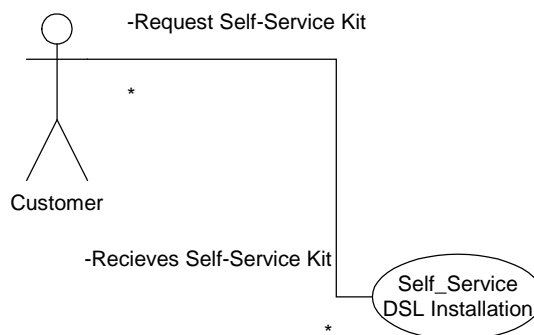 -Request Self-Service Kit
*
Customer
-Recieves Self-Service Kit
Self_Service
DSL Installation
*